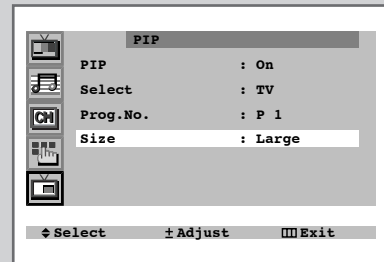 PIP
PIP : On
Select : TV
CH Prog.No. : P 1
Size : Large
Select ± Adjust Exit